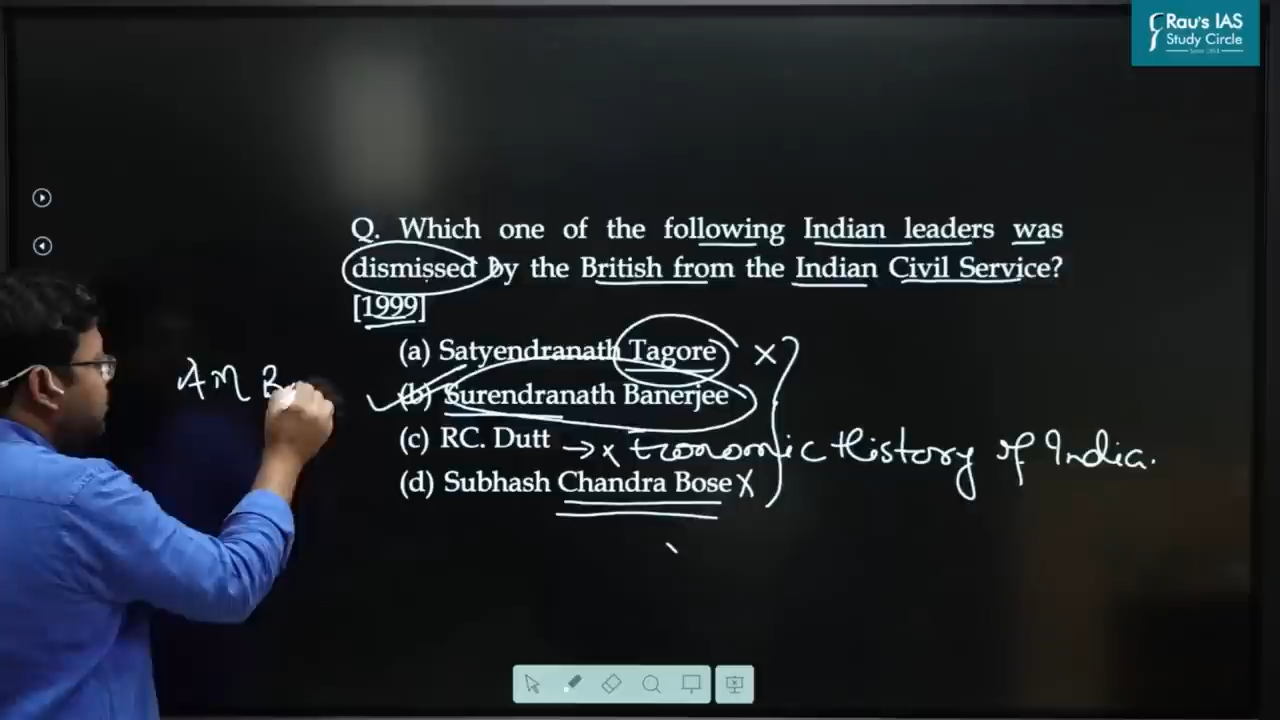 Rau's IAS
Study Circle
Q. Which one of the following Indian leaders was
dismissed by the British from the Indian Civil Service?
[1999]
(a) Satyendranath Tagore ×
(b) Surendranath Banerjee
(c) RC. Dutt → × Economic History of India.
(d) Subhash Chandra Bose X
AM B